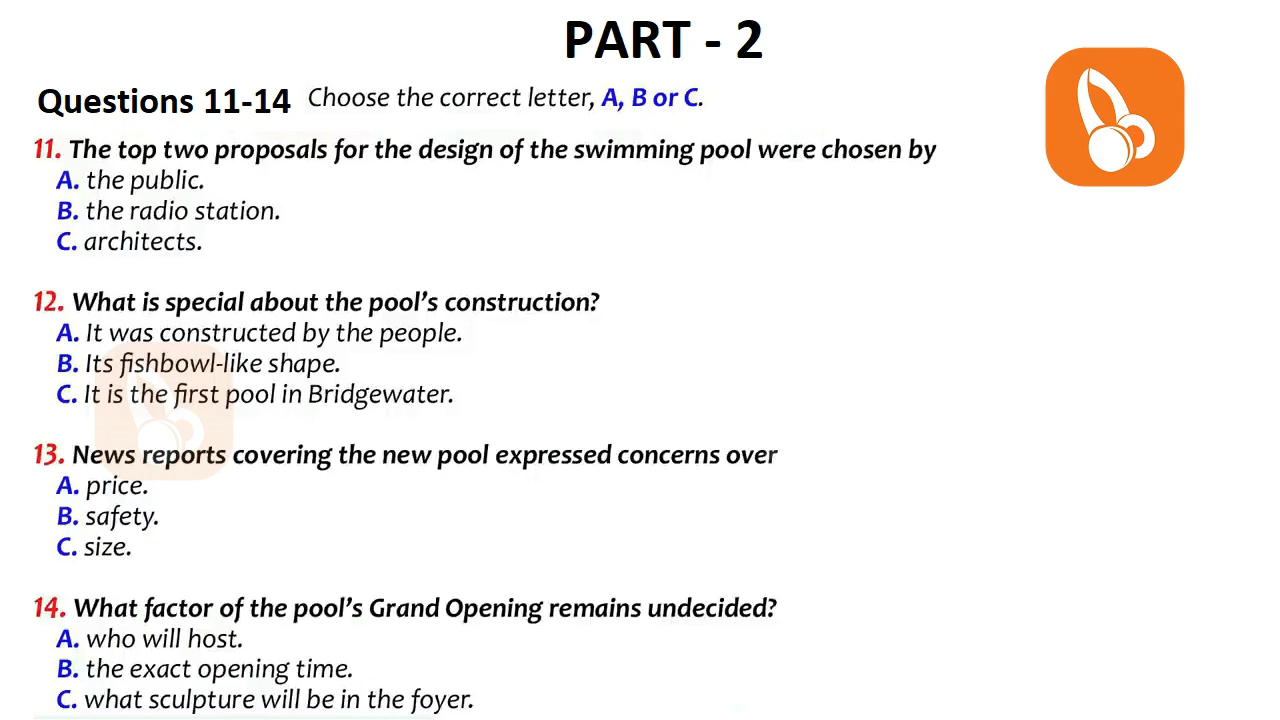 PART - 2
Questions 11-14 Choose the correct letter, A, B or C.
11. The top two proposals for the design of the swimming pool were chosen by
A. the public.
B. the radio station.
C. architects.
12. What is special about the pool's construction?
A. It was constructed by the people.
B. Its fishbowl-like shape.
C. It is the first pool in Bridgewater.
13. News reports covering the new pool expressed concerns over
A. price.
B. safety.
C. size.
14. What factor of the pool's Grand Opening remains undecided?
A. who will host.
B. the exact opening time.
C. what sculpture will be in the foyer.